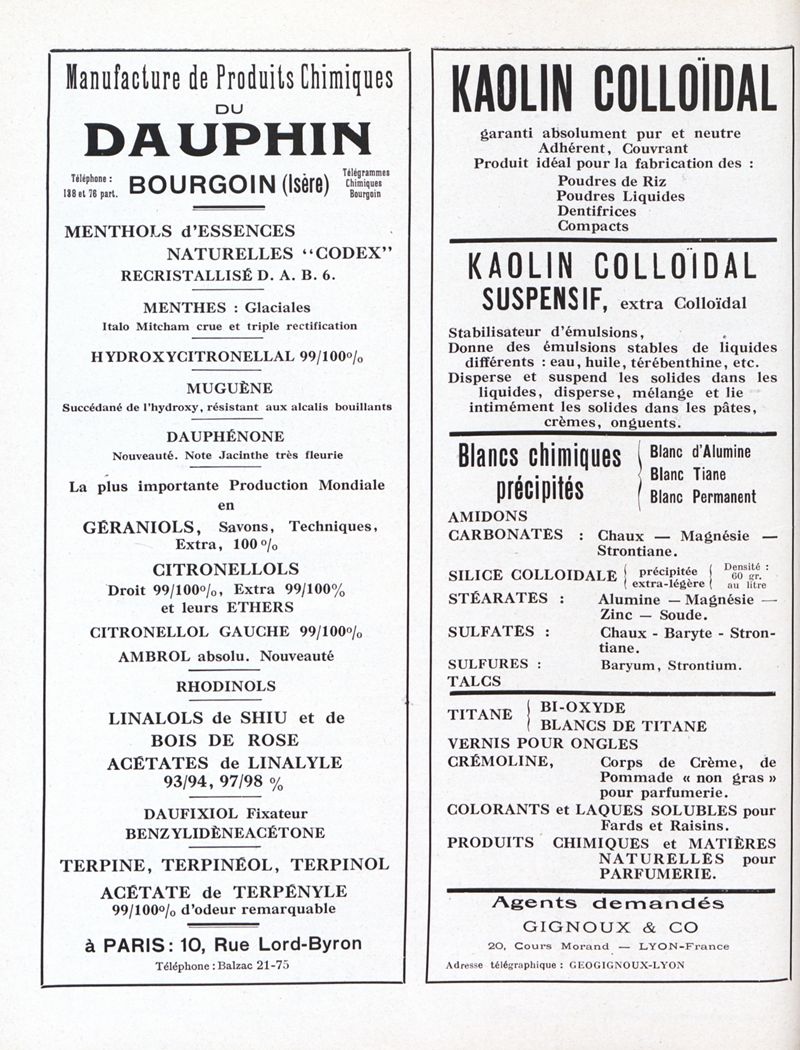 Manufacture de Produits Chimiques
DU
DAUPHIN
Téléphone :
138 et 76 part.
BOURGOIN (Isère)
Télégrammes
Chimiques
Bourgoin
MENTHOLS d'ESSENCES
NATURELLES “CODEX”
RECRISTALLISÉ D. A. B. 6.
MENTHES : Glaciales
Italo Mitcham crue et triple rectification
HYDROXYCITRONELLAL 99/100%
MUGUÈNE
Succédané de l'hydroxy, résistant aux alcalis bouillants
DAUPHÉNONE
Nouveauté. Note Jacinthe très fleurie
La plus importante Production Mondiale
en
GÉRANIOLS, Savons, Techniques,
Extra, 100 %
CITRONELLOLS
Droit 99/100%, Extra 99/100%
et leurs ETHERS
CITRONELLOL GAUCHE 99/100%
AMBROL absolu. Nouveauté
RHODINOLS
LINALOLS de SHIU et de
BOIS DE ROSE
ACÉTATES de LINALYLE
93/94, 97/98 %
DAUFIXIOL Fixateur
BENZYLIDÈNEACÉTONE
TERPINE, TERPINÉOL, TERPINOL
ACÉTATE de TERPÉNYLE
99/100% d'odeur remarquable
à PARIS : 10, Rue Lord-Byron
Téléphone : Balzac 21-75
KAOLIN COLLOÏDAL
garanti absolument pur et neutre
Adhérent, Couvrant
Produit idéal pour la fabrication des :
Poudres de Riz
Poudres Liquides
Dentifrices
Compacts
KAOLIN COLLOÏDAL
SUSPENSIF, extra Colloïdal
Stabilisateur d'émulsions,
Donne des émulsions stables de liquides
différents : eau, huile, térébenthine, etc.
Disperse et suspend les solides dans les
liquides, disperse, mélange et lie
intimément les solides dans les pâtes,
crèmes, onguents.
Blancs chimiques
précipités
Blanc d'Alumine
Blanc Tiane
Blanc Permanent
AMIDONS
CARBONATES : Chaux — Magnésie —
Strontiane.
SILICE COLLOIDALE
précipitée
extra-légère
Densité :
60 gr.
au litre
STÉARATES : Alumine — Magnésie —
Zinc — Soude.
SULFATES : Chaux - Baryte - Stron-
tiane.
SULFURES : Baryum, Strontium.
TALCS
TITANE
BI-OXYDE
BLANCS DE TITANE
VERNIS POUR ONGLES
CRÉMOLINE, Corps de Crème, de
Pommade « non gras »
pour parfumerie.
COLORANTS et LAQUES SOLUBLES pour
Fards et Raisins.
PRODUITS CHIMIQUES et MATIÈRES
NATURELLES pour
PARFUMERIE.
Agents demandés
GIGNOUX & CO
20, Cours Morand — LYON-France
Adresse télégraphique : GEOGIGNOUX-LYON